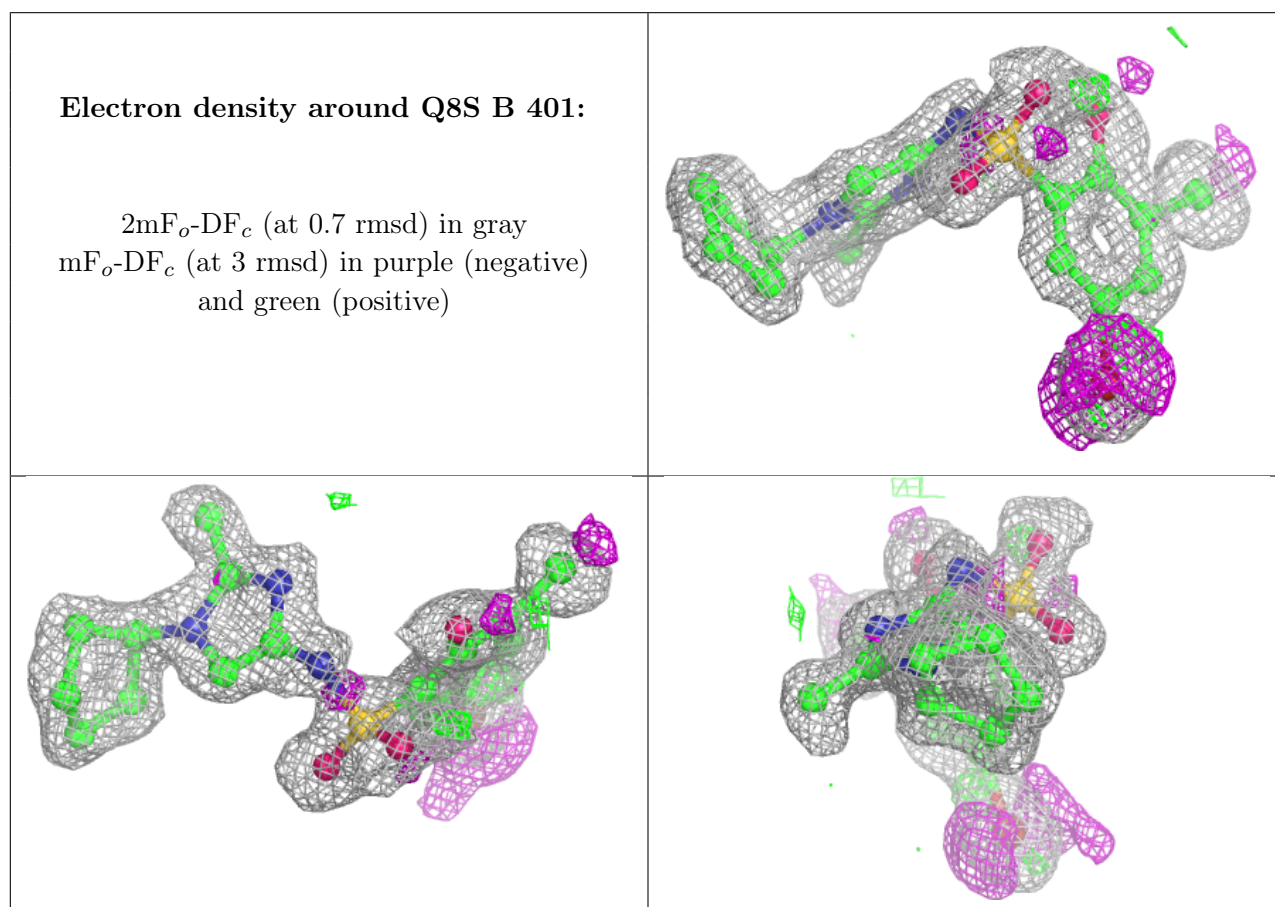 Electron density around Q8S B 401:
2mFo-DFc (at 0.7 rmsd) in gray
mFo-DFc (at 3 rmsd) in purple (negative)
and green (positive)